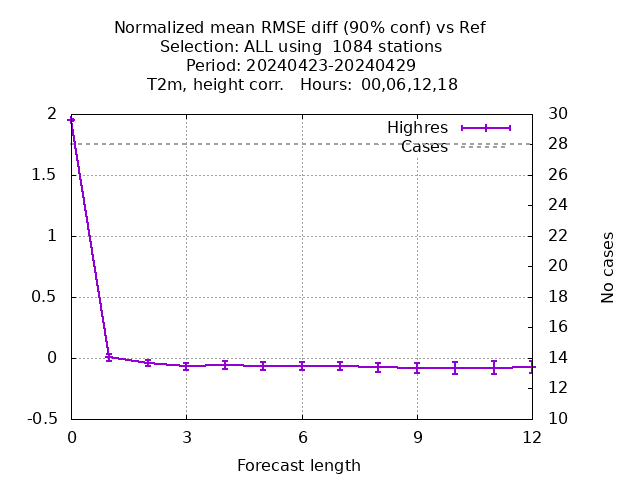 Normalized mean RMSE diff (90% conf) vs Ref
Selection: ALL using  1084 stations
Period: 20240423-20240429
T2m, height corr.   Hours:  00,06,12,18
Highres
Cases
2
1.5
1
0.5
0
-0.5
30
28
26
24
22
20
18
16
14
12
10
No cases
0
3
6
9
12
Forecast length